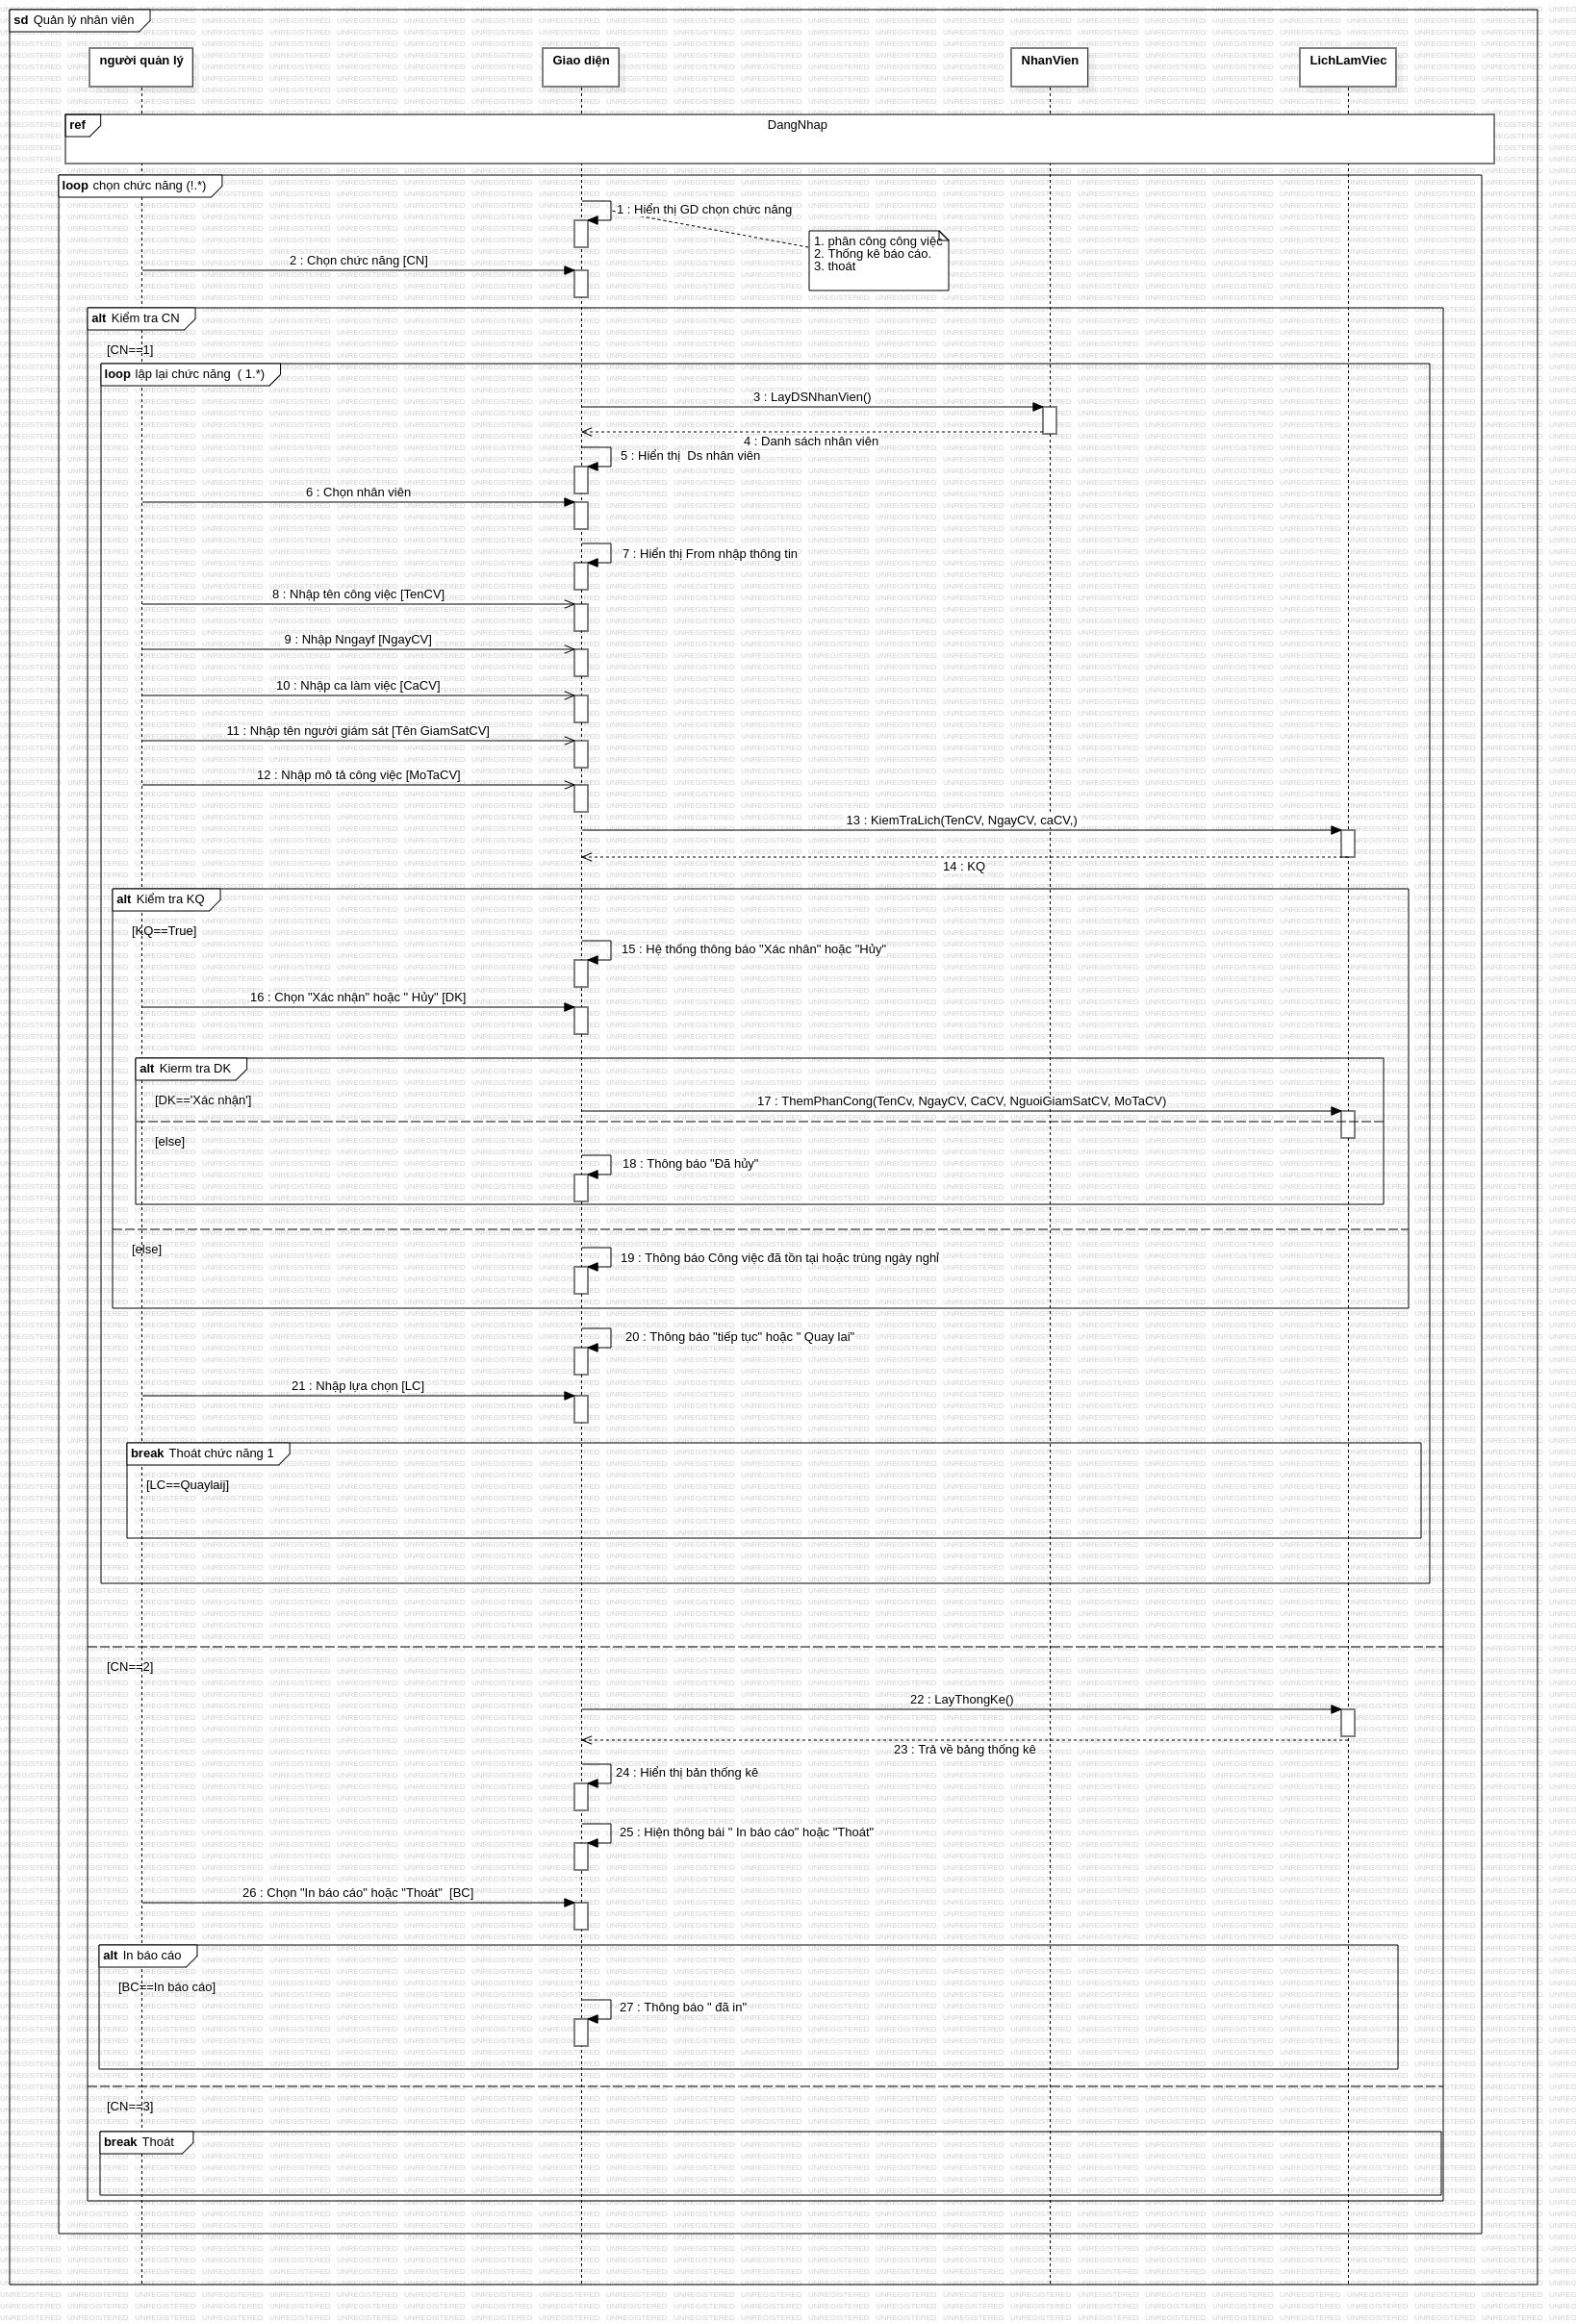 sd Quản lý nhân viên
người quản lý
Giao diện
NhanVien
LichLamViec
ref
DangNhap
loop chọn chức năng (!.*)
1 : Hiển thị GD chọn chức năng
1. phân công công việc
2. Thống kê báo cáo.
3. thoát
2 : Chọn chức năng [CN]
alt Kiểm tra CN
[CN==1]
loop lập lại chức năng ( 1.*)
3 : LayDSNhanVien()
4 : Danh sách nhân viên
5 : Hiển thị Ds nhân viên
6 : Chọn nhân viên
7 : Hiển thị From nhập thông tin
8 : Nhập tên công việc [TenCV]
9 : Nhập Nngayf [NgayCV]
10 : Nhập ca làm việc [CaCV]
11 : Nhập tên người giám sát [Tên GiamSatCV]
12 : Nhập mô tả công việc [MoTaCV]
13 : KiemTraLich(TenCV, NgayCV, caCV,)
14 : KQ
alt Kiểm tra KQ
[KQ==True]
15 : Hệ thống thông báo "Xác nhân" hoặc "Hủy"
16 : Chọn "Xác nhận" hoặc " Hủy" [DK]
alt Kierm tra DK
[DK=='Xác nhận']
17 : ThemPhanCong(TenCv, NgayCV, CaCV, NguoiGiamSatCV, MoTaCV)
[else]
18 : Thông báo "Đã hủy"
[else]
19 : Thông báo Công việc đã tồn tại hoặc trùng ngày nghỉ
20 : Thông báo "tiếp tục" hoặc " Quay lai"
21 : Nhập lựa chọn [LC]
break Thoát chức năng 1
[LC==Quaylaij]
[CN==2]
22 : LayThongKe()
23 : Trả về bảng thống kê
24 : Hiển thị bản thống kê
25 : Hiện thông bái " In báo cáo" hoặc "Thoát"
26 : Chọn "In báo cáo" hoặc "Thoát" [BC]
alt In báo cáo
[BC==In báo cáo]
27 : Thông báo " đã in"
[CN==3]
break Thoát